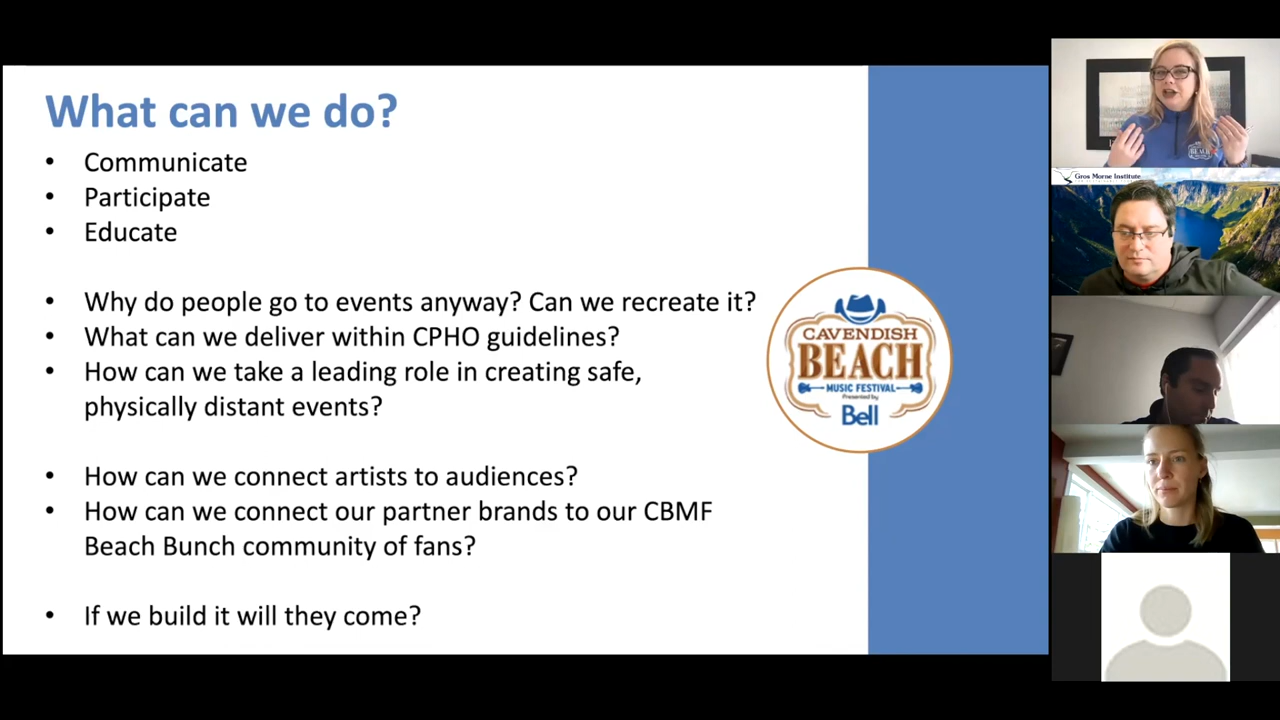 What can we do?
• Communicate
• Participate
• Educate
• Why do people go to events anyway? Can we recreate it?
• What can we deliver within CPHO guidelines?
• How can we take a leading role in creating safe,
physically distant events?
• How can we connect artists to audiences?
• How can we connect our partner brands to our CBMF
Beach Bunch community of fans?
• If we build it will they come?
CAVENDISH
BEACH
MUSIC FESTIVAL
Presented by
Bell
BEACH
Gros Morne Institute